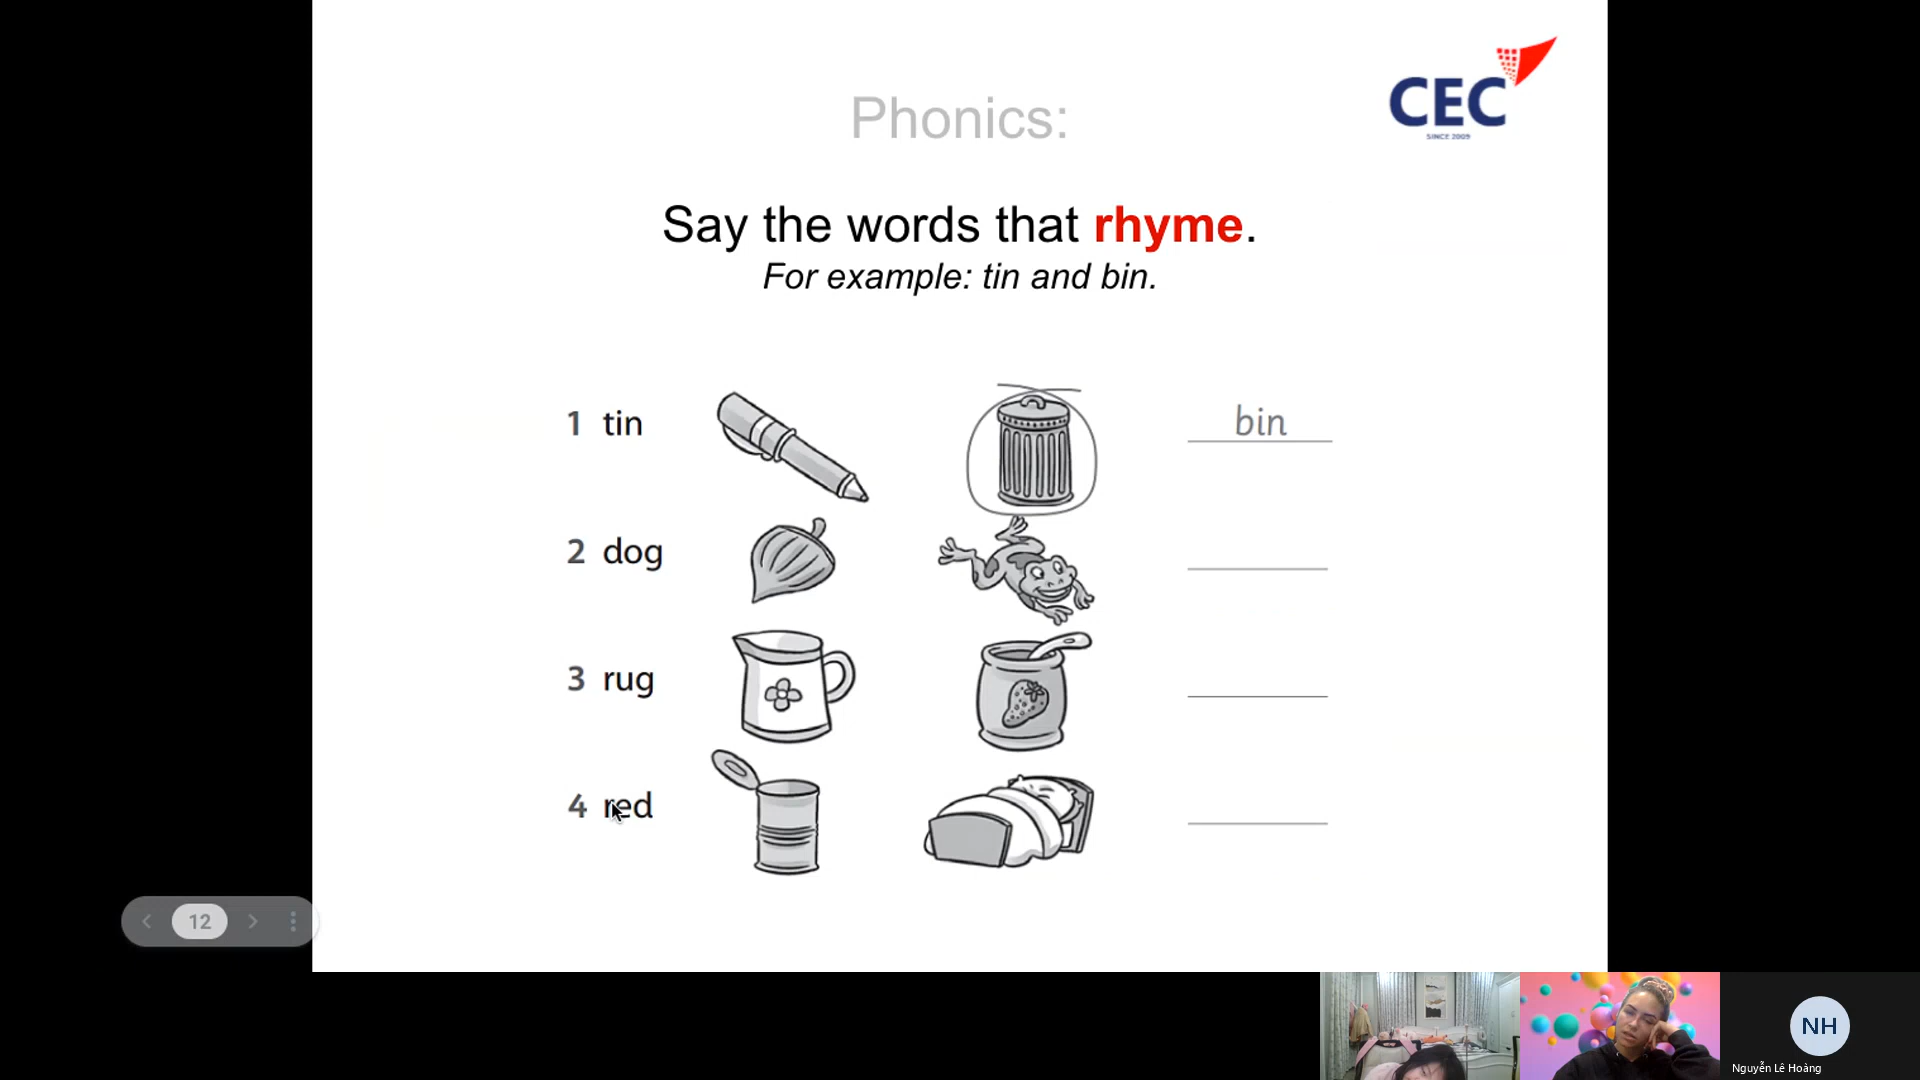 CEC
SINCE 2009
Phonics:
Say the words that rhyme.
For example: tin and bin.
1 tin bin
2 dog
3 rug
4 red
12
NH
Nguyễn Lê Hoàng